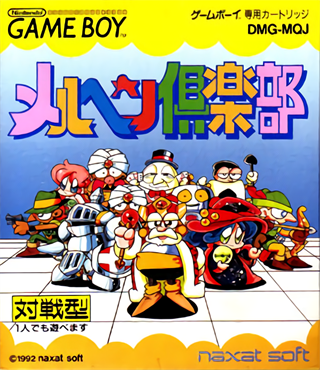 Nintendo
GAME BOY™
ゲームボーイ専用カートリッジ
DMG-MQJ
メルヘン倶楽部
対戦型
1人でも遊べます
©1992 naxat soft
naxat soft